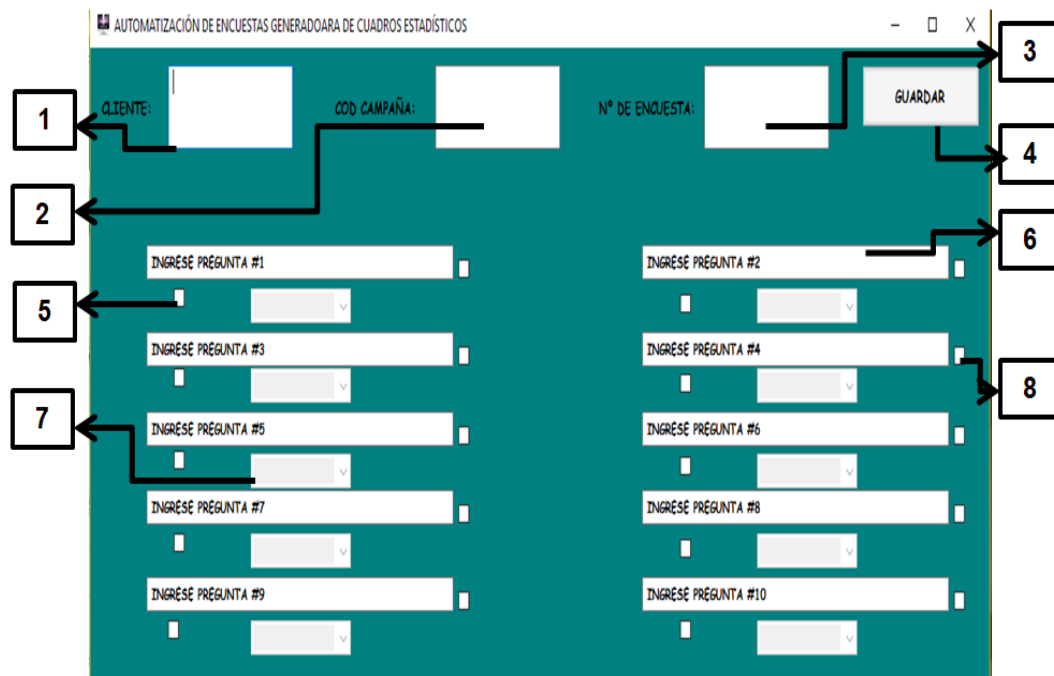 AUTOMATIZACIÓN DE ENCUESTAS GENERADOARA DE CUADROS ESTADÍSTICOS
CLIENTE:
COD CAMPAÑA:
Nº DE ENCUESTA:
GUARDAR
1
2
3
4
INGRESE PREGUNTA #1
INGRESE PREGUNTA #2
6
5
INGRESE PREGUNTA #3
INGRESE PREGUNTA #4
8
7
INGRESE PREGUNTA #5
INGRESE PREGUNTA #6
INGRESE PREGUNTA #7
INGRESE PREGUNTA #8
INGRESE PREGUNTA #9
INGRESE PREGUNTA #10